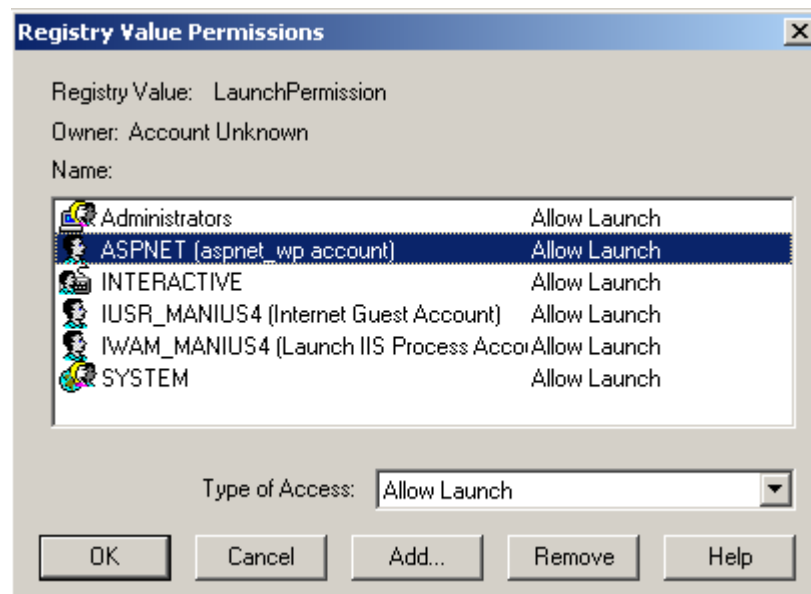 Registry Value Permissions
Registry Value: LaunchPermission
Owner: Account Unknown
Name:
Administrators Allow Launch
ASPNET (aspnet_wp account) Allow Launch
INTERACTIVE Allow Launch
IUSR_MANIUS4 (Internet Guest Account) Allow Launch
IWAM_MANIUS4 (Launch IIS Process Acco Allow Launch
SYSTEM Allow Launch
Type of Access: Allow Launch
OK Cancel Add... Remove Help